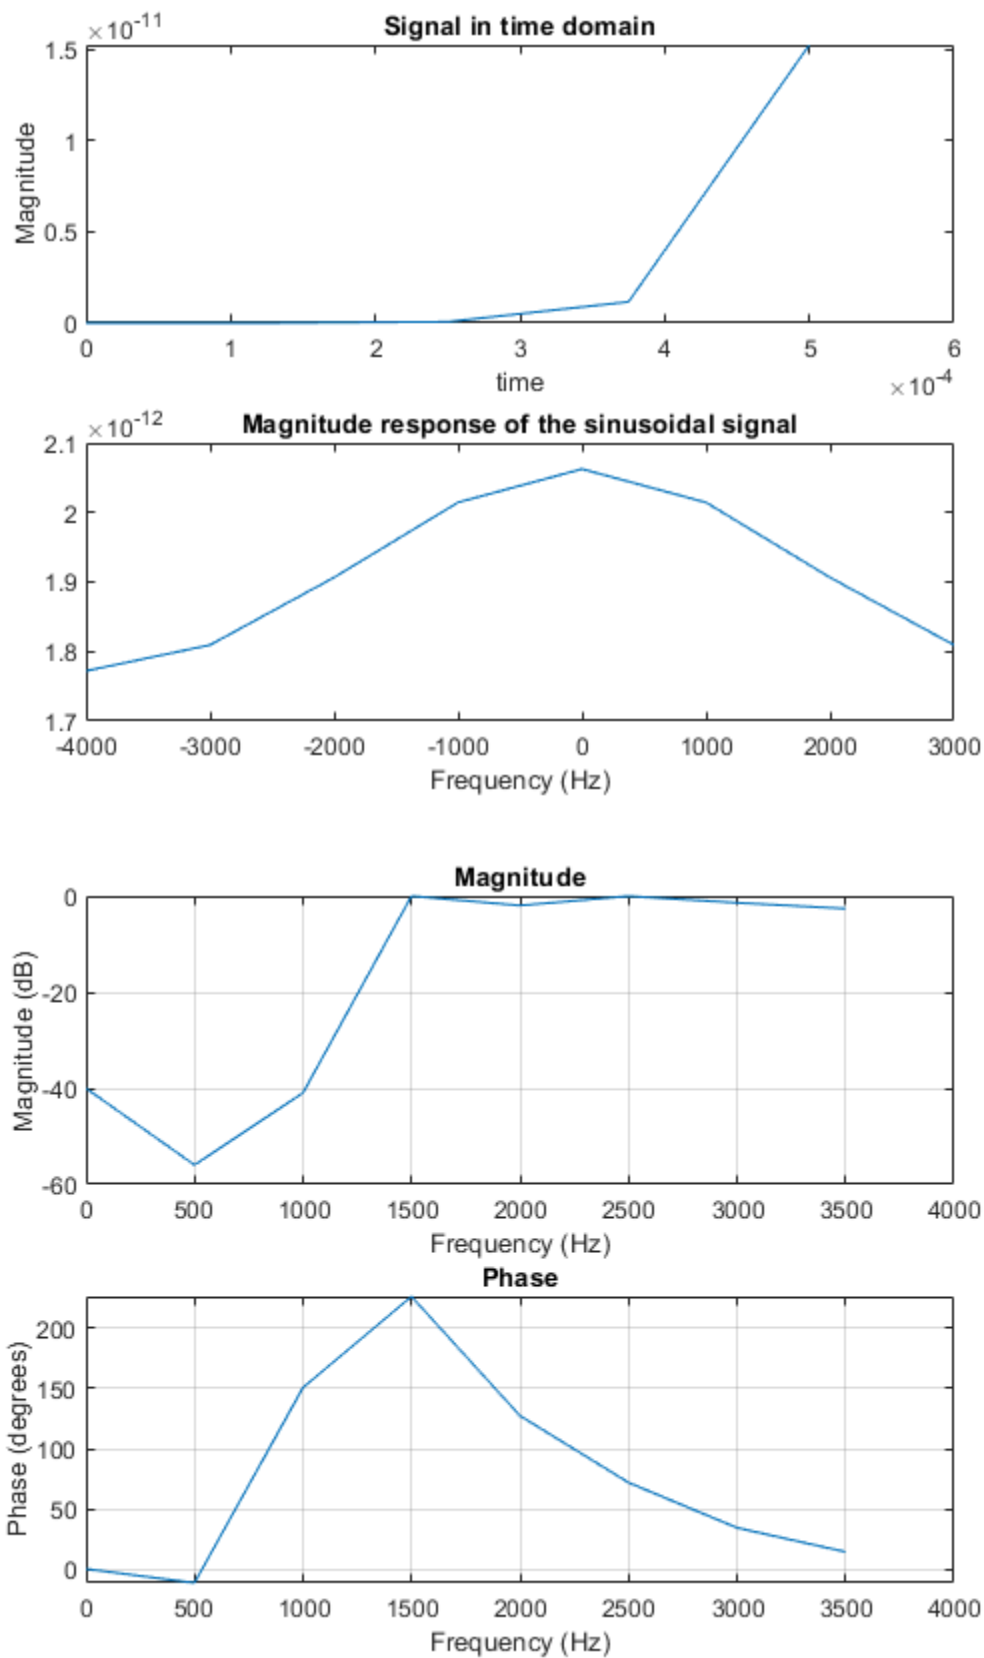 Signal in time domain
×10-11
1.5
1
0.5
0
Magnitude
0 1 2 3 4 5 6
time
×10-4
Magnitude response of the sinusoidal signal
×10-12
2.1
2
1.9
1.8
1.7
-4000 -3000 -2000 -1000 0 1000 2000 3000
Frequency (Hz)
Magnitude
0
-20
-40
-60
Magnitude (dB)
0 500 1000 1500 2000 2500 3000 3500 4000
Frequency (Hz)
Phase
200
150
100
50
0
Phase (degrees)
0 500 1000 1500 2000 2500 3000 3500 4000
Frequency (Hz)